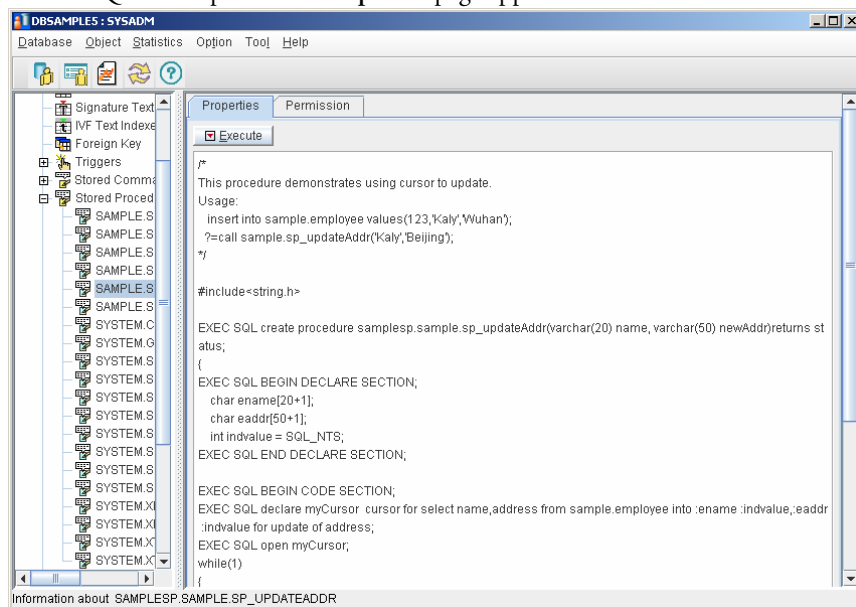 DBSAMPLE5 : SYSADM
Database Object Statistics Option Tool Help
Signature Text
IVF Text Indexe
Foreign Key
Triggers
Stored Comma
Stored Proced
SAMPLE.S
SAMPLE.S
SAMPLE.S
SAMPLE.S
SAMPLE.S
SAMPLE.S
SYSTEM.C
SYSTEM.G
SYSTEM.S
SYSTEM.S
SYSTEM.S
SYSTEM.S
SYSTEM.S
SYSTEM.S
SYSTEM.S
SYSTEM.S
SYSTEM.XI
SYSTEM.XI
SYSTEM.X
SYSTEM.X
Properties Permission
Execute
/*
This procedure demonstrates using cursor to update.
Usage:
insert into sample.employee values(123,'Kaly','Wuhan');
?=call sample.sp_updateAddr('Kaly','Beijing');
*/
#include<string.h>
EXEC SQL create procedure samplesp.sample.sp_updateAddr(varchar(20) name, varchar(50) newAddr)returns st
atus;
{
EXEC SQL BEGIN DECLARE SECTION;
char ename[20+1];
char eaddr[50+1];
int indvalue = SQL_NTS;
EXEC SQL END DECLARE SECTION;
EXEC SQL BEGIN CODE SECTION;
EXEC SQL declare myCursor cursor for select name,address from sample.employee into :ename :indvalue,:eaddr
:indvalue for update of address;
EXEC SQL open myCursor;
while(1)
{
Information about SAMPLESP.SAMPLE.SP_UPDATEADDR